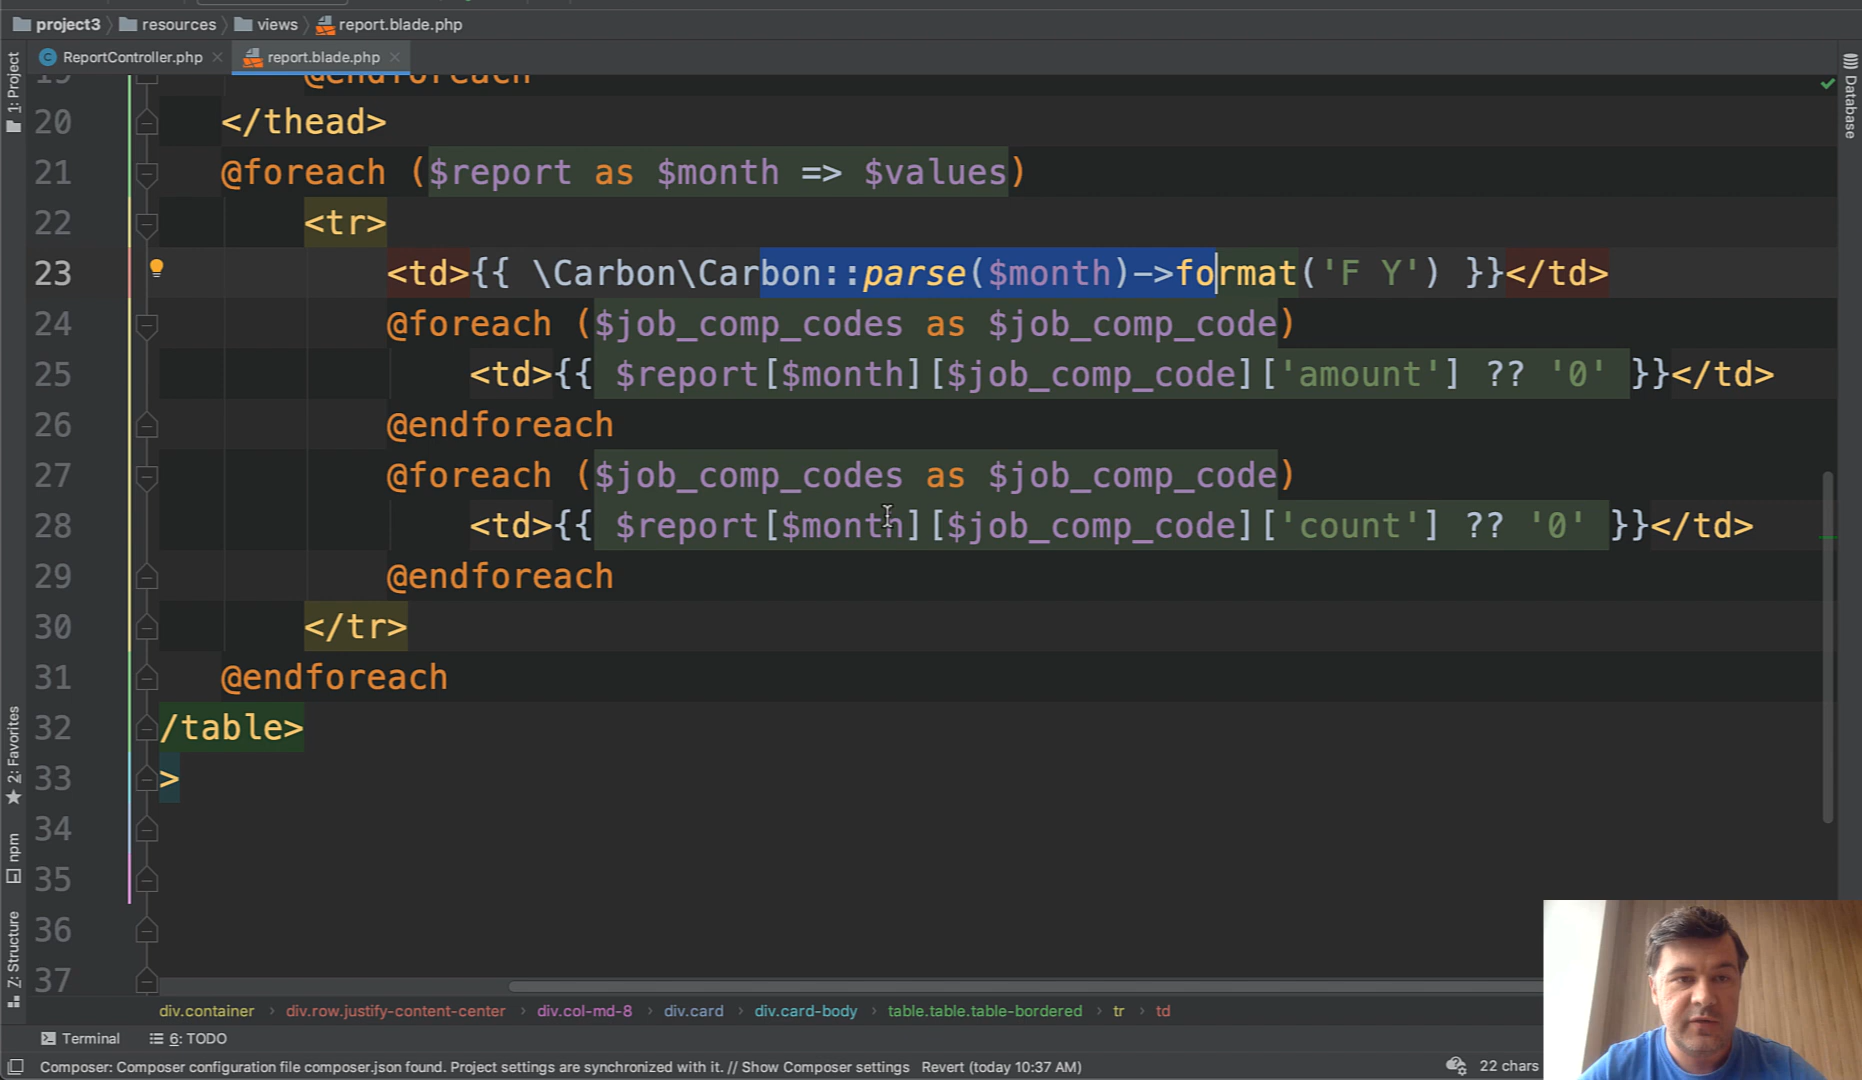 project3 resources views report.blade.php
1: Project
ReportController.php report.blade.php
Database
19 @endforeach
20 </thead>
21 @foreach ($report as $month => $values)
22 <tr>
23 <td>{{ \Carbon\Carbon::parse($month)->format('F Y') }}</td>
24 @foreach ($job_comp_codes as $job_comp_code)
25 <td>{{ $report[$month][$job_comp_code]['amount'] ?? '0' }}</td>
26 @endforeach
27 @foreach ($job_comp_codes as $job_comp_code)
28 <td>{{ $report[$month][$job_comp_code]['count'] ?? '0' }}</td>
29 @endforeach
30 </tr>
31 @endforeach
32 /table>
33 >
34
35
36
37
2: Favorites
npm
Z: Structure
div.container div.row.justify-content-center div.col-md-8 div.card div.card-body table.table.table-bordered tr td
Terminal 6: TODO
Composer: Composer configuration file composer.json found. Project settings are synchronized with it. // Show Composer settings Revert (today 10:37 AM) 22 chars